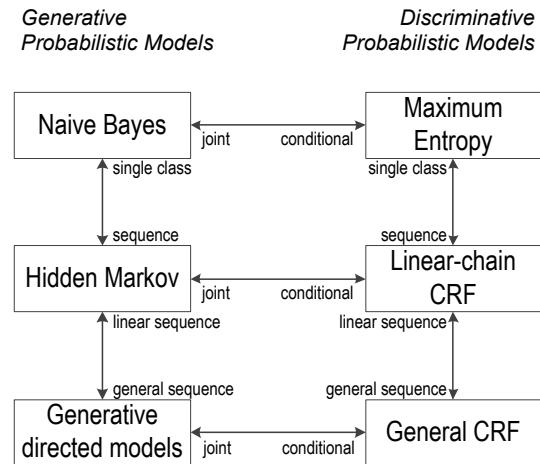 Generative
Probabilistic Models
Discriminative
Probabilistic Models
Naive Bayes
joint
conditional
Maximum
Entropy
single class
single class
sequence
sequence
Hidden Markov
joint
conditional
Linear-chain
CRF
linear sequence
linear sequence
general sequence
general sequence
Generative
directed models
joint
conditional
General CRF